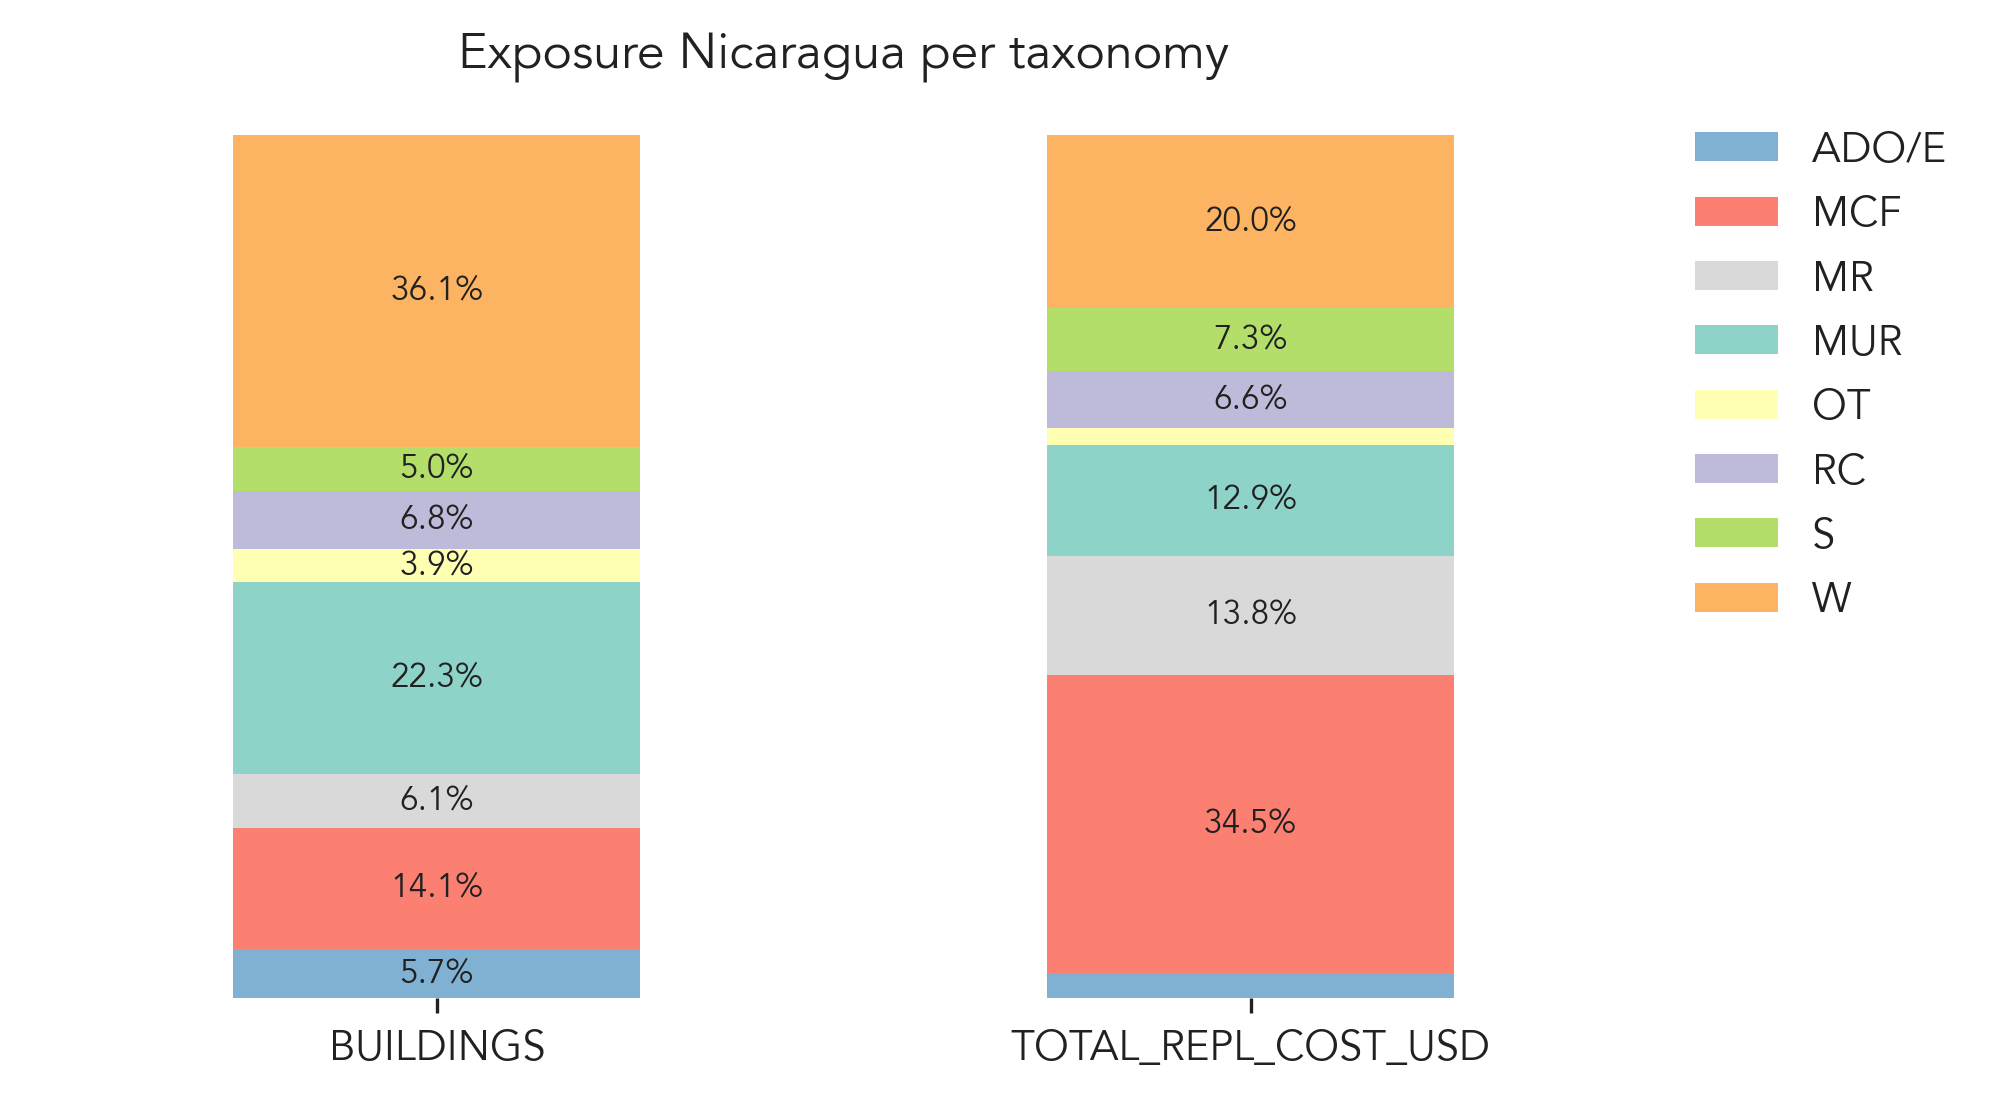 Exposure Nicaragua per taxonomy
36.1%
5.0%
6.8%
3.9%
22.3%
6.1%
14.1%
5.7%
BUILDINGS
20.0%
7.3%
6.6%
12.9%
13.8%
34.5%
TOTAL_REPL_COST_USD
ADO/E
MCF
MR
MUR
OT
RC
S
W